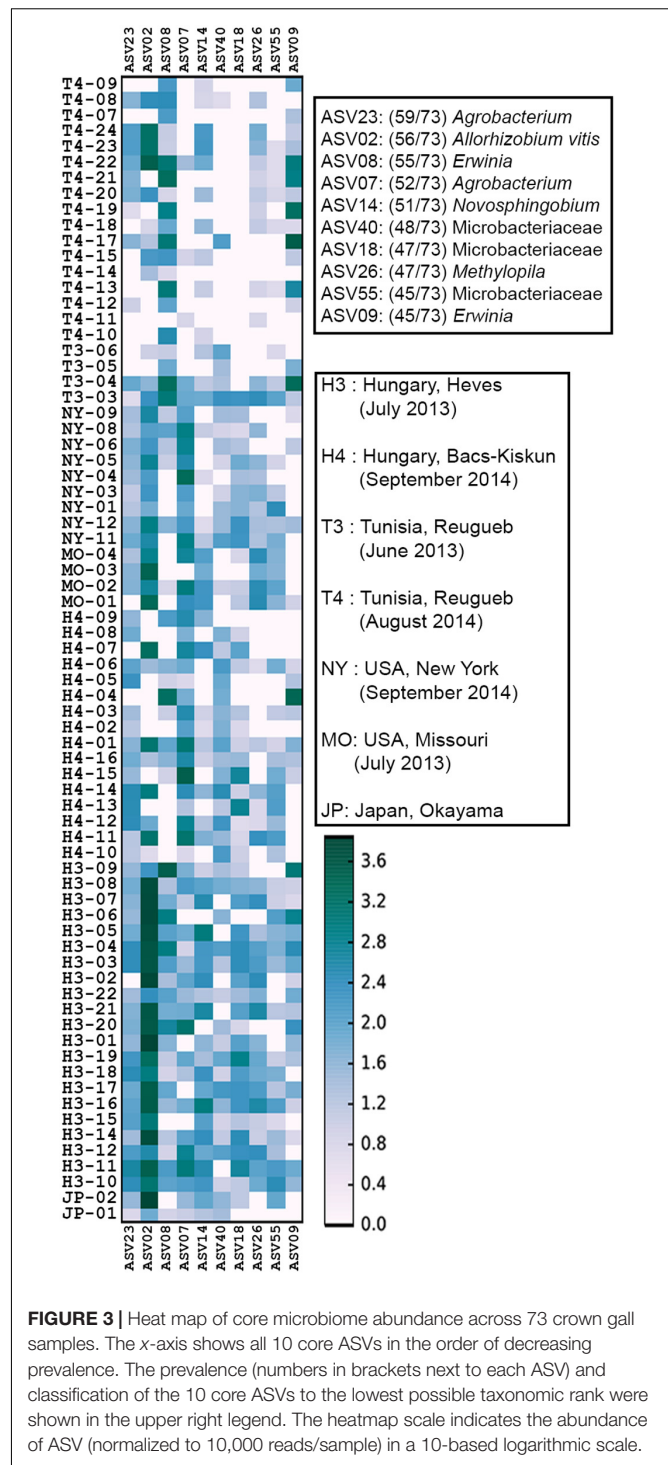 ASV23 ASV02 ASV08 ASV07 ASV14 ASV40 ASV18 ASV26 ASV55 ASV09
T4-09
T4-08
T4-07
T4-24
T4-23
T4-22
T4-21
T4-20
T4-19
T4-18
T4-17
T4-15
T4-14
T4-13
T4-12
T4-11
T4-10
T3-06
T3-05
T3-04
T3-03
NY-09
NY-08
NY-06
NY-05
NY-04
NY-03
NY-01
NY-12
NY-11
MO-04
MO-03
MO-02
MO-01
H4-09
H4-08
H4-07
H4-06
H4-05
H4-04
H4-03
H4-02
H4-01
H4-16
H4-15
H4-14
H4-13
H4-12
H4-11
H4-10
H3-09
H3-08
H3-07
H3-06
H3-05
H3-04
H3-03
H3-02
H3-22
H3-21
H3-20
H3-01
H3-19
H3-18
H3-17
H3-16
H3-15
H3-14
H3-12
H3-11
H3-10
JP-02
JP-01
ASV23 ASV02 ASV08 ASV07 ASV14 ASV40 ASV18 ASV26 ASV55 ASV09
ASV23: (59/73) Agrobacterium
ASV02: (56/73) Allorhizobium vitis
ASV08: (55/73) Erwinia
ASV07: (52/73) Agrobacterium
ASV14: (51/73) Novosphingobium
ASV40: (48/73) Microbacteriaceae
ASV18: (47/73) Microbacteriaceae
ASV26: (47/73) Methylopila
ASV55: (45/73) Microbacteriaceae
ASV09: (45/73) Erwinia
H3 : Hungary, Heves
(July 2013)
H4 : Hungary, Bacs-Kiskun
(September 2014)
T3 : Tunisia, Reugueb
(June 2013)
T4 : Tunisia, Reugueb
(August 2014)
NY : USA, New York
(September 2014)
MO: USA, Missouri
(July 2013)
JP: Japan, Okayama
3.6
3.2
2.8
2.4
2.0
1.6
1.2
0.8
0.4
0.0
FIGURE 3 | Heat map of core microbiome abundance across 73 crown gall
samples. The x-axis shows all 10 core ASVs in the order of decreasing
prevalence. The prevalence (numbers in brackets next to each ASV) and
classification of the 10 core ASVs to the lowest possible taxonomic rank were
shown in the upper right legend. The heatmap scale indicates the abundance
of ASV (normalized to 10,000 reads/sample) in a 10-based logarithmic scale.